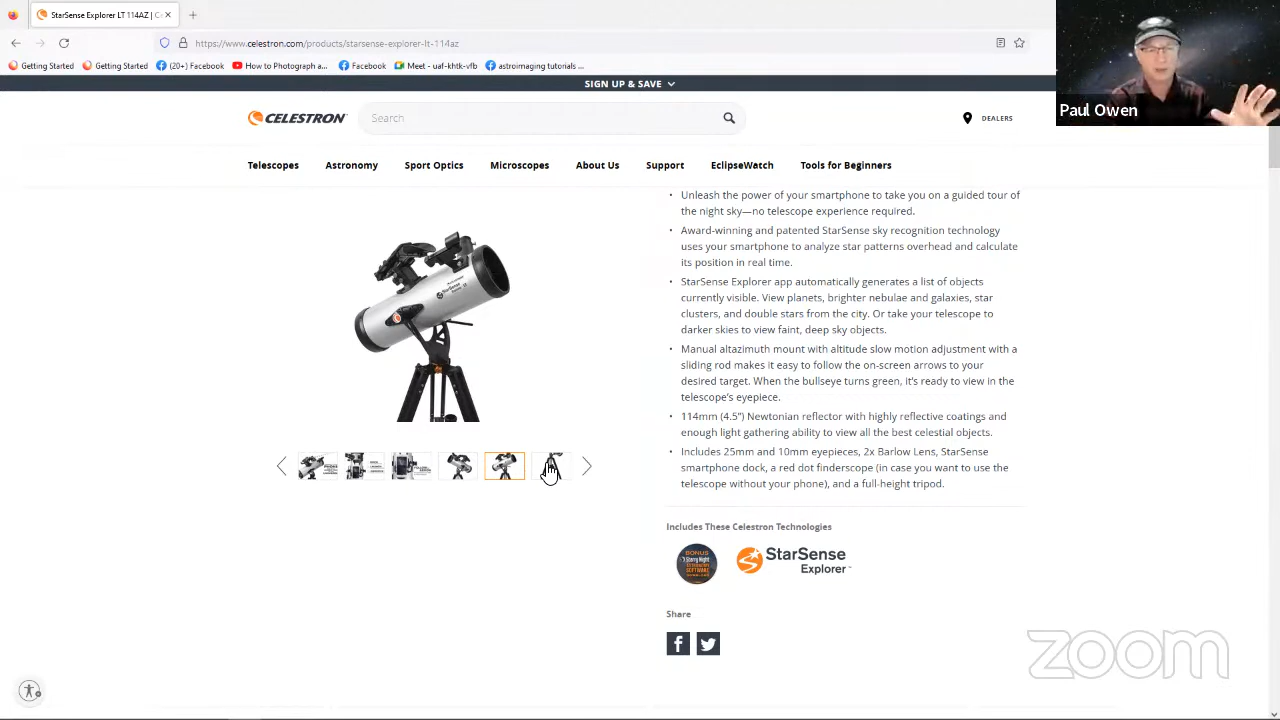 StarSense Explorer LT 114AZ | C
https://www.celestron.com/products/starsense-explorer-lt-114az
Getting Started
Getting Started
(20+) Facebook
How to Photograph a...
Facebook
Meet - uaf-khtk-vfb
astroimaging tutorials ...
Paul Owen
SIGN UP & SAVE
CELESTRON
Search
DEALERS
Telescopes
Astronomy
Sport Optics
Microscopes
About Us
Support
EclipseWatch
Tools for Beginners
• Unleash the power of your smartphone to take you on a guided tour of
the night sky—no telescope experience required.
• Award-winning and patented StarSense sky recognition technology
uses your smartphone to analyze star patterns overhead and calculate
its position in real time.
• StarSense Explorer app automatically generates a list of objects
currently visible. View planets, brighter nebulae and galaxies, star
clusters, and double stars from the city. Or take your telescope to
darker skies to view faint, deep sky objects.
• Manual altazimuth mount with altitude slow motion adjustment with a
sliding rod makes it easy to follow the on-screen arrows to your
desired target. When the bullseye turns green, it's ready to view in the
telescope's eyepiece.
• 114mm (4.5") Newtonian reflector with highly reflective coatings and
enough light gathering ability to view all the best celestial objects.
• Includes 25mm and 10mm eyepieces, 2x Barlow Lens, StarSense
smartphone dock, a red dot finderscope (in case you want to use the
telescope without your phone), and a full-height tripod.
Includes These Celestron Technologies
BONUS
Starry Night
SOFTWARE
StarSense
Explorer
Share
zoom